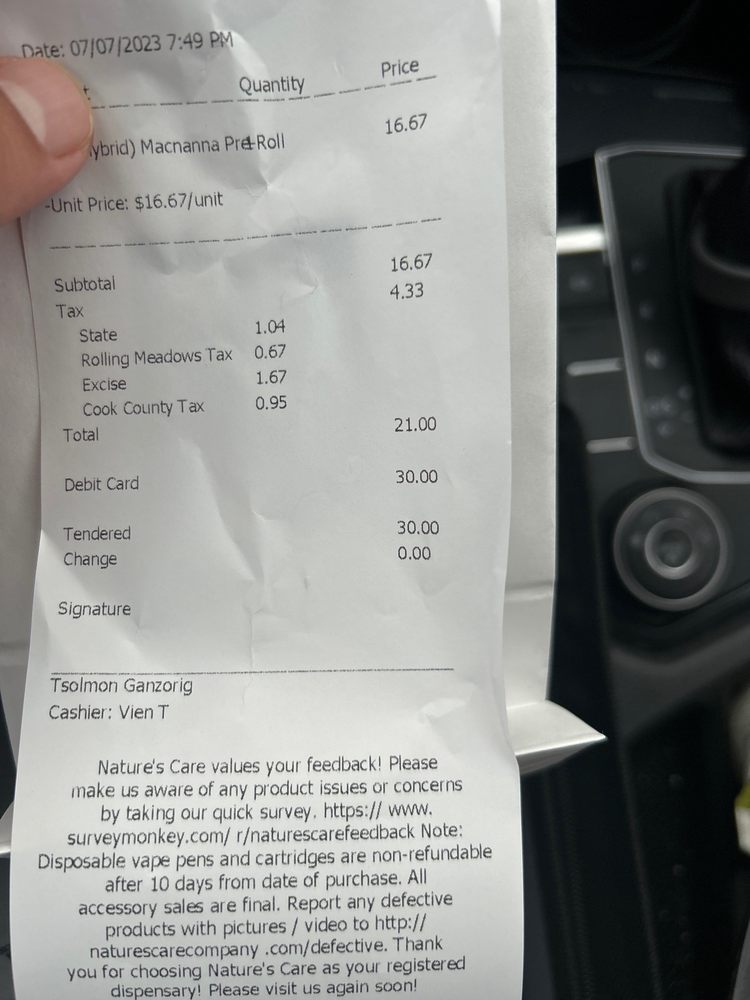 Date: 07/07/2023 7:49 PM
Quantity Price
ybrid) Macnanna Pre-Roll 16.67
-Unit Price: $16.67/unit
Subtotal 16.67
Tax 4.33
State 1.04
Rolling Meadows Tax 0.67
Excise 1.67
Cook County Tax 0.95
Total 21.00
Debit Card 30.00
Tendered 30.00
Change 0.00
Signature
Tsolmon Ganzorig
Cashier: Vien T
Nature's Care values your feedback! Please
make us aware of any product issues or concerns
by taking our quick survey. https:// www.
surveymonkey.com/ r/naturescarefeedback Note:
Disposable vape pens and cartridges are non-refundable
after 10 days from date of purchase. All
accessory sales are final. Report any defective
products with pictures / video to http://
naturescarecompany .com/defective. Thank
you for choosing Nature's Care as your registered
dispensary! Please visit us again soon!